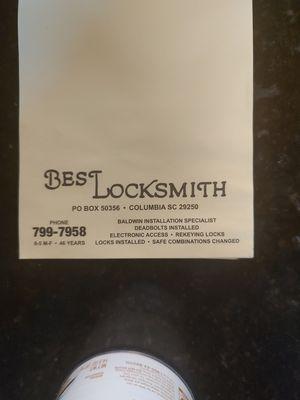 BEST LOCKSMITH
PO BOX 50356 • COLUMBIA SC 29250
PHONE
799-7958
8-5 M-F • 46 YEARS
BALDWIN INSTALLATION SPECIALIST
DEADBOLTS INSTALLED
ELECTRONIC ACCESS • REKEYING LOCKS
LOCKS INSTALLED • SAFE COMBINATIONS CHANGED